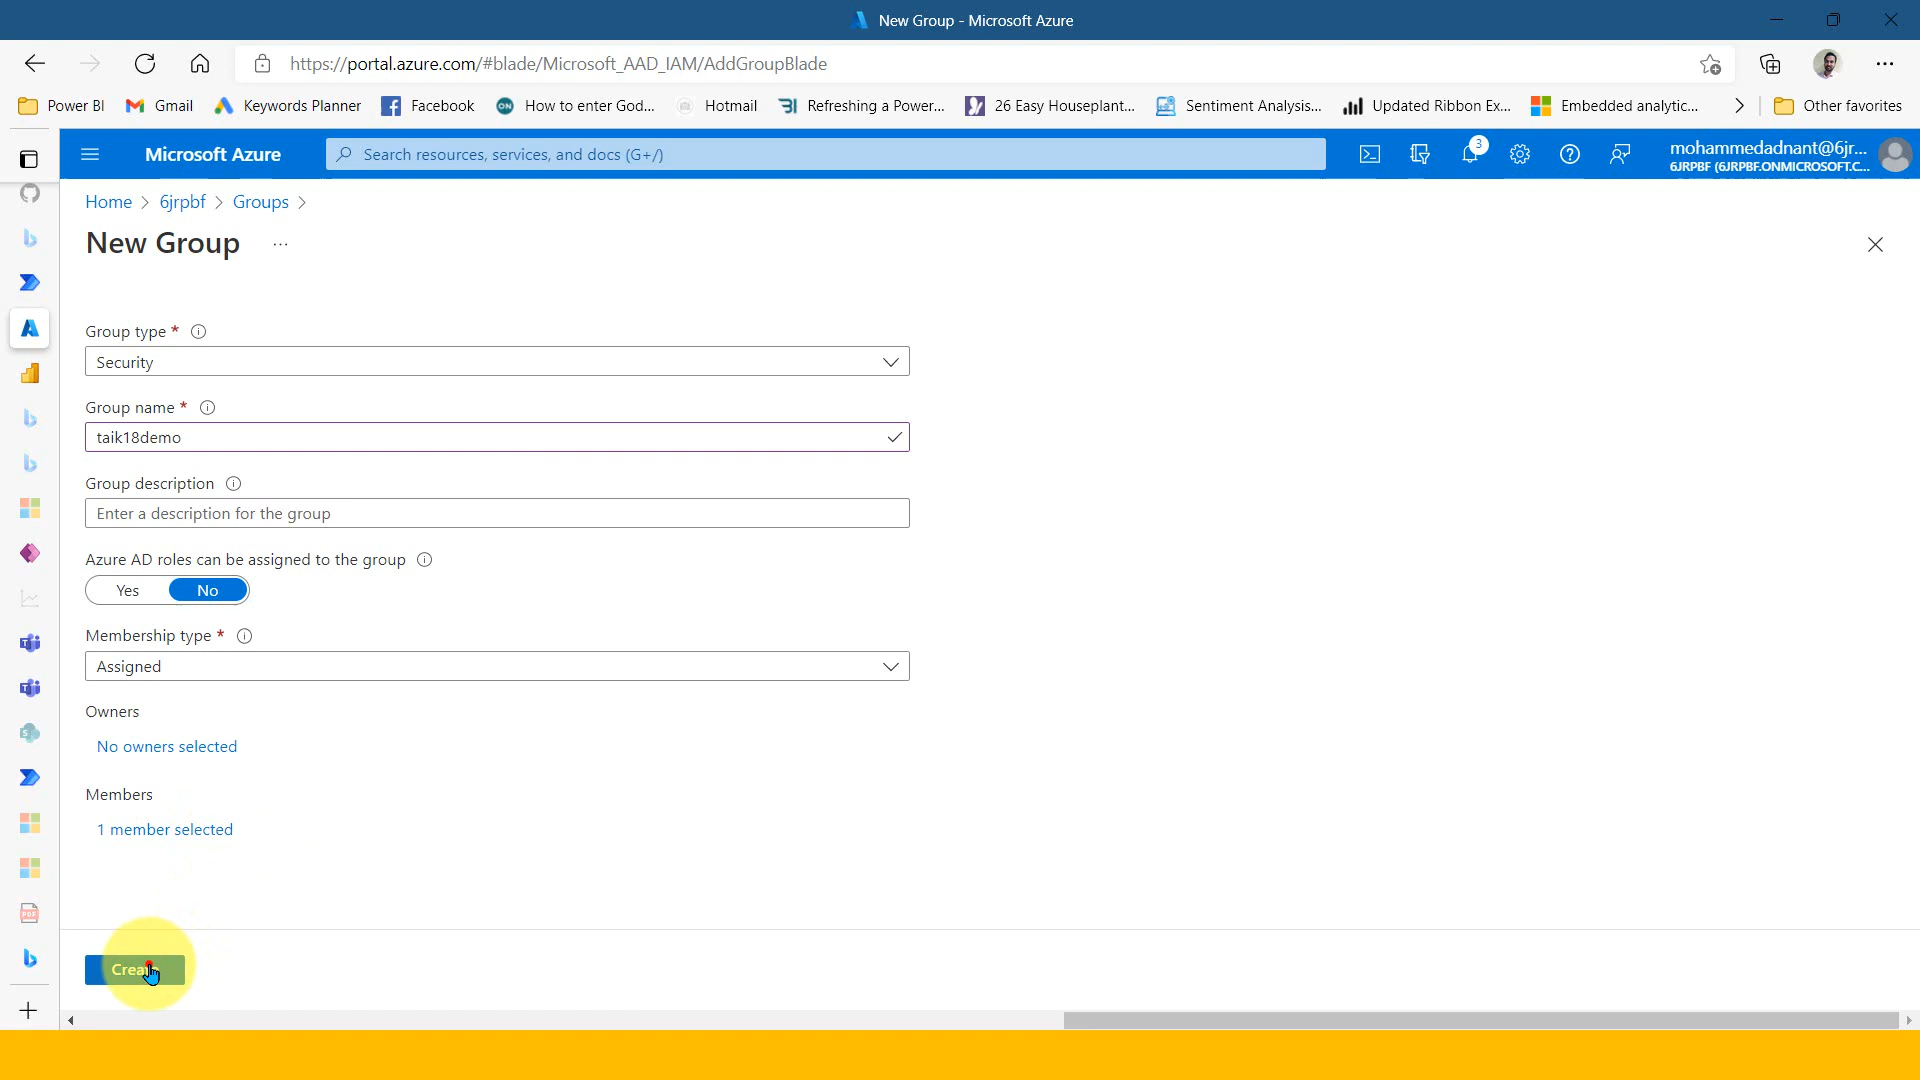 New Group - Microsoft Azure
https://portal.azure.com/#blade/Microsoft_AAD_IAM/AddGroupBlade
Power BI
Gmail
Keywords Planner
Facebook
How to enter God...
Hotmail
Refreshing a Power...
26 Easy Houseplant...
Sentiment Analysis...
Updated Ribbon Ex...
Embedded analytic...
Other favorites
Microsoft Azure
Search resources, services, and docs (G+/)
3
mohammedadnant@6jr...
6JRPBF (6JRPBF.ONMICROSOFT.C...
Home > 6jrpbf > Groups >
New Group ...
Group type *
Security
Group name *
taik18demo
Group description
Enter a description for the group
Azure AD roles can be assigned to the group
Yes No
Membership type *
Assigned
Owners
No owners selected
Members
1 member selected
Create